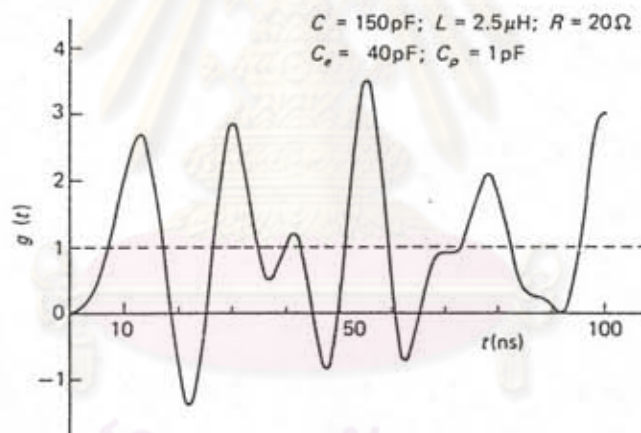 C = 150pF; L = 2.5μH; R = 20Ω
Cₑ = 40pF; Cₚ = 1pF
4
3
2
1
0
-1
g (t)
10
50
100
t(ns)